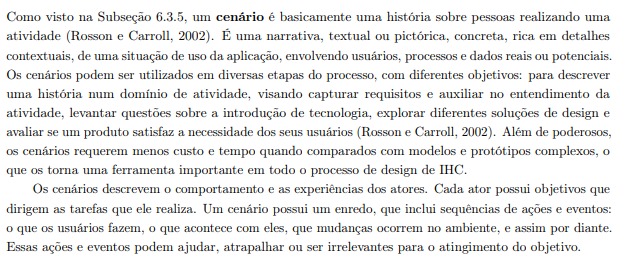 Como visto na Subseção 6.3.5, um cenário é basicamente uma história sobre pessoas realizando uma
atividade (Rosson e Carroll, 2002). É uma narrativa, textual ou pictórica, concreta, rica em detalhes
contextuais, de uma situação de uso da aplicação, envolvendo usuários, processos e dados reais ou potenciais.
Os cenários podem ser utilizados em diversas etapas do processo, com diferentes objetivos: para descrever
uma história num domínio de atividade, visando capturar requisitos e auxiliar no entendimento da
atividade, levantar questões sobre a introdução de tecnologia, explorar diferentes soluções de design e
avaliar se um produto satisfaz a necessidade dos seus usuários (Rosson e Carroll, 2002). Além de poderosos,
os cenários requerem menos custo e tempo quando comparados com modelos e protótipos complexos, o
que os torna uma ferramenta importante em todo o processo de design de IHC.
Os cenários descrevem o comportamento e as experiências dos atores. Cada ator possui objetivos que
dirigem as tarefas que ele realiza. Um cenário possui um enredo, que inclui sequências de ações e eventos:
o que os usuários fazem, o que acontece com eles, que mudanças ocorrem no ambiente, e assim por diante.
Essas ações e eventos podem ajudar, atrapalhar ou ser irrelevantes para o atingimento do objetivo.